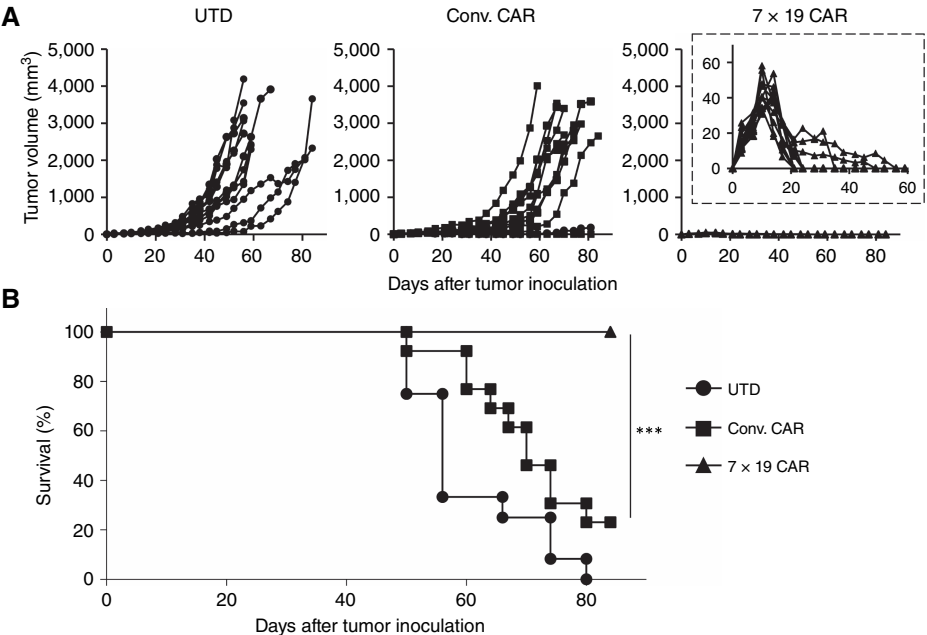 A
UTD
Conv. CAR
7 × 19 CAR
Tumor volume (mm³)
5,000
4,000
3,000
2,000
1,000
0
0 20 40 60 80
5,000
4,000
3,000
2,000
1,000
0
0 20 40 60 80
5,000
4,000
3,000
2,000
1,000
0
0 20 40 60 80
60
40
20
0
0 20 40 60
Days after tumor inoculation
B
Survival (%)
100
80
60
40
20
0
0 20 40 60 80
Days after tumor inoculation
***
UTD
Conv. CAR
7 × 19 CAR